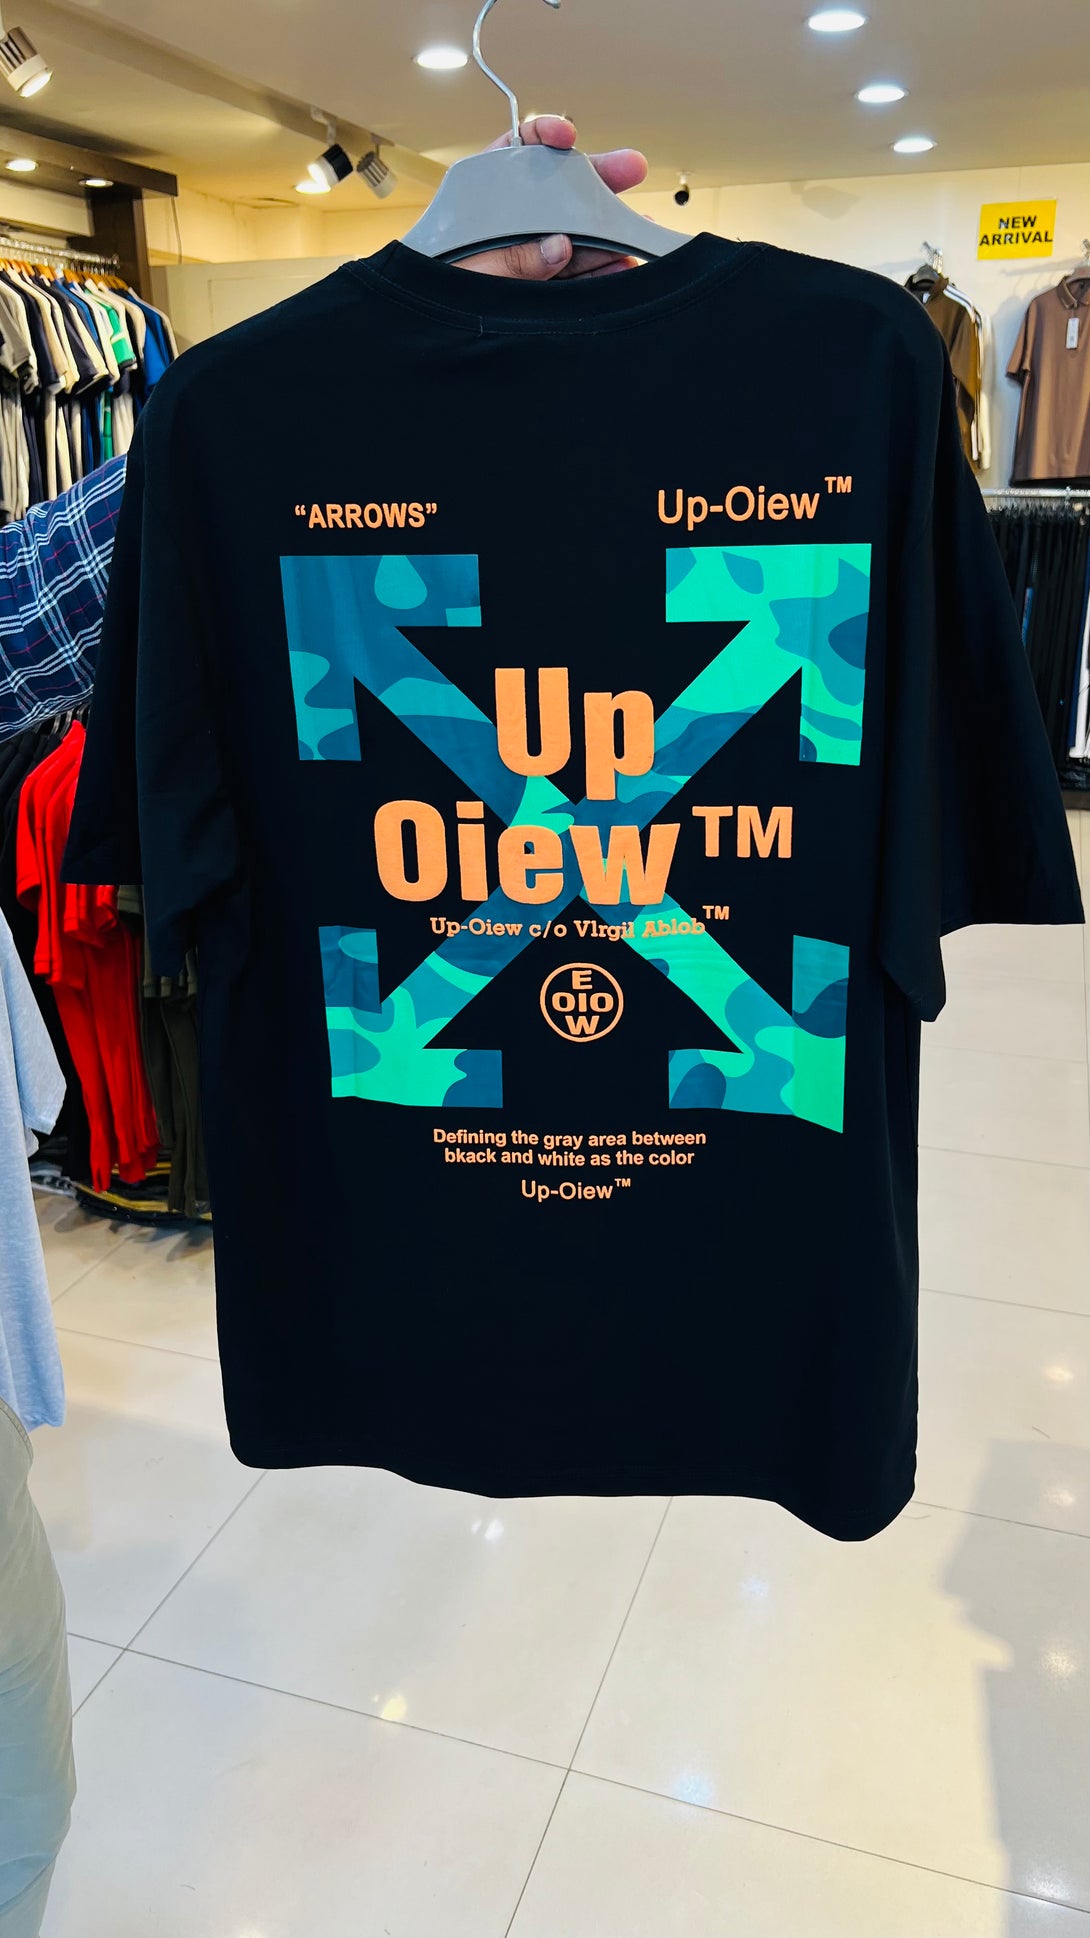 NEW
ARRIVAL
“ARROWS”
Up-Oiew™
Up
Oiew™
Up-Oiew c/o Vlrgil Ablob™
E
OIO
W
Defining the gray area between
bkack and white as the color
Up-Oiew™